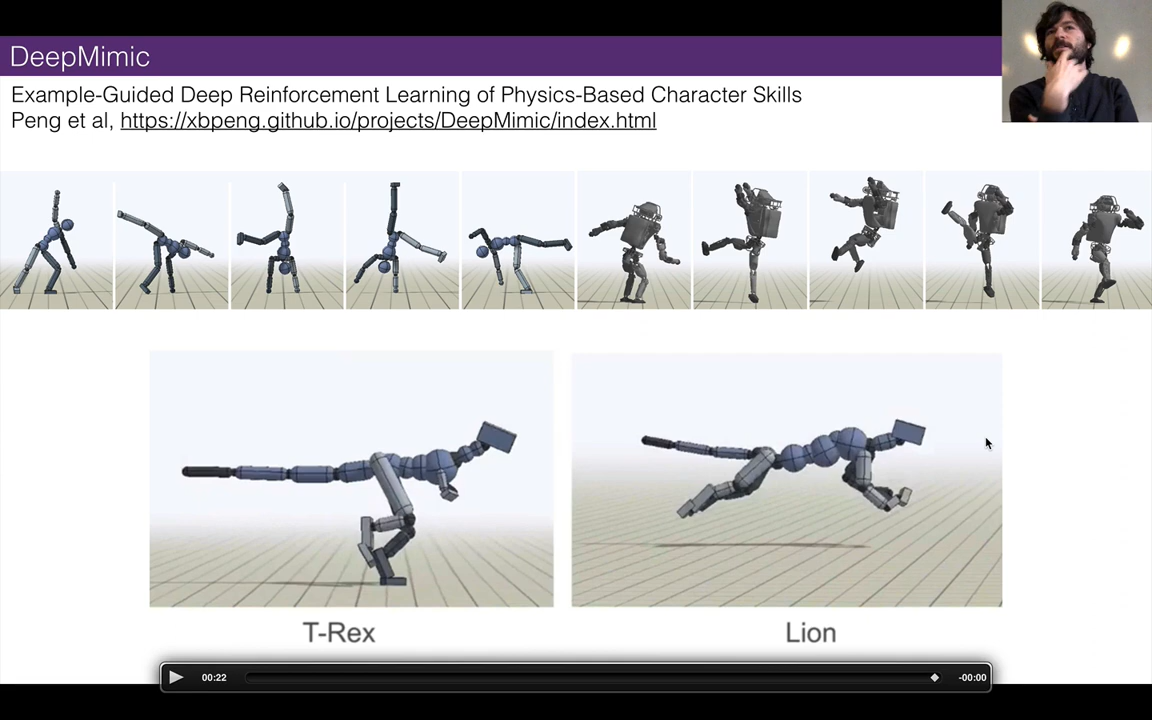 DeepMimic
Example-Guided Deep Reinforcement Learning of Physics-Based Character Skills
Peng et al, https://xbpeng.github.io/projects/DeepMimic/index.html
T-Rex
Lion
00:22
-00:00